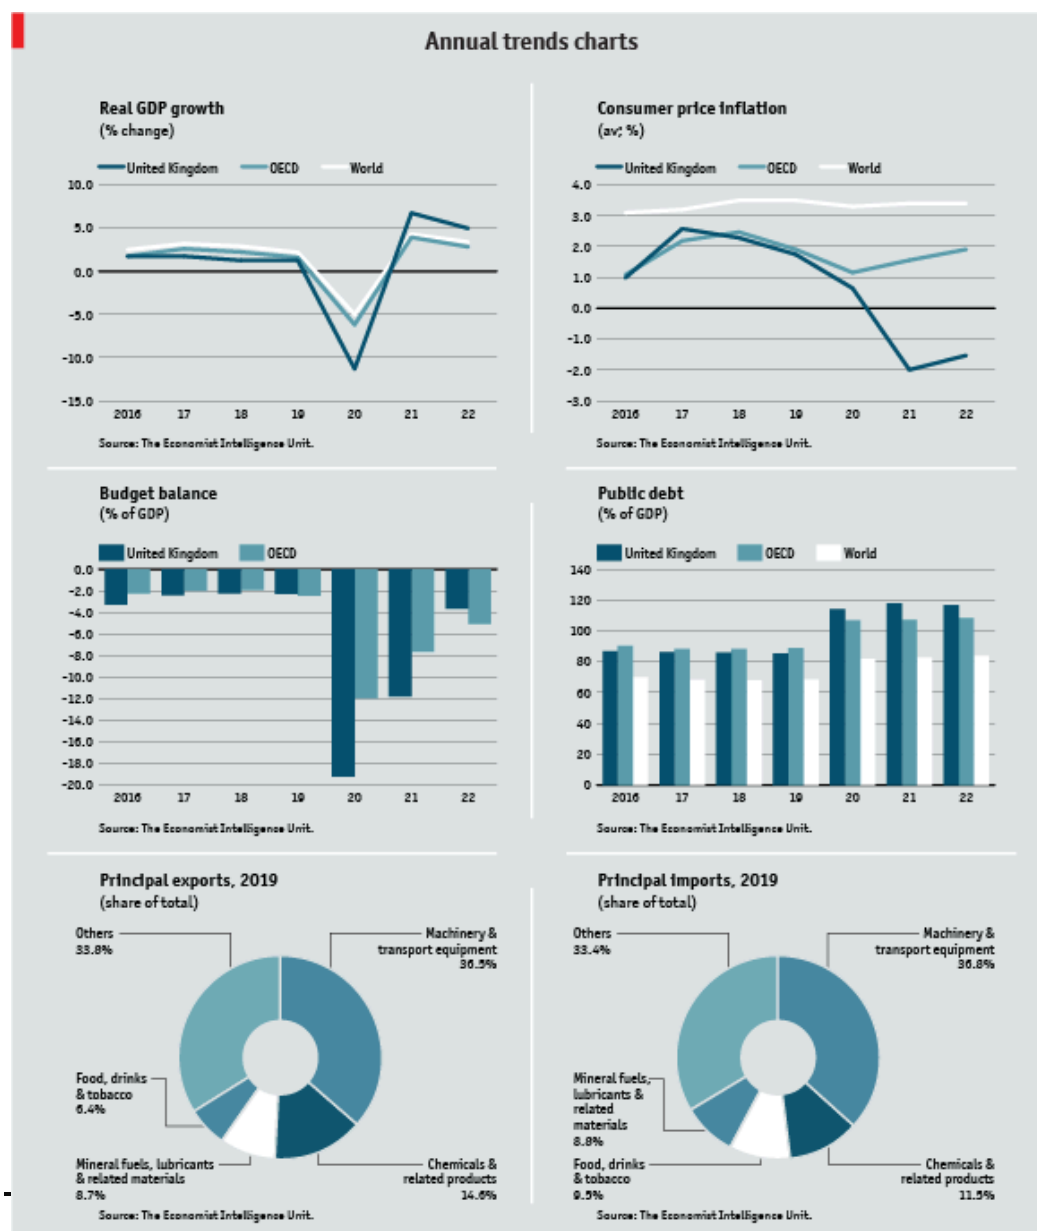 Annual trends charts
Real GDP growth
(% change)
United Kingdom OECD World
10.0
5.0
0.0
-5.0
-10.0
-15.0
2016 17 18 19 20 21 22
Source: The Economist Intelligence Unit.
Consumer price inflation
(av; %)
United Kingdom OECD World
4.0
3.0
2.0
1.0
0.0
-1.0
-2.0
-3.0
2016 17 18 19 20 21 22
Source: The Economist Intelligence Unit.
Budget balance
(% of GDP)
United Kingdom OECD
0.0
-2.0
-4.0
-6.0
-8.0
-10.0
-12.0
-14.0
-16.0
-18.0
-20.0
2016 17 18 19 20 21 22
Source: The Economist Intelligence Unit.
Public debt
(% of GDP)
United Kingdom OECD World
140
120
100
80
60
40
20
0
2016 17 18 19 20 21 22
Source: The Economist Intelligence Unit.
Principal exports, 2019
(share of total)
Others
33.8%
Machinery &
transport equipment
36.5%
Food, drinks
& tobacco
6.4%
Mineral fuels, lubricants
& related materials
8.7%
Chemicals &
related products
14.6%
Source: The Economist Intelligence Unit.
Principal imports, 2019
(share of total)
Others
33.4%
Machinery &
transport equipment
36.8%
Mineral fuels,
lubricants &
related
materials
8.8%
Food, drinks
& tobacco
9.5%
Chemicals &
related products
11.5%
Source: The Economist Intelligence Unit.